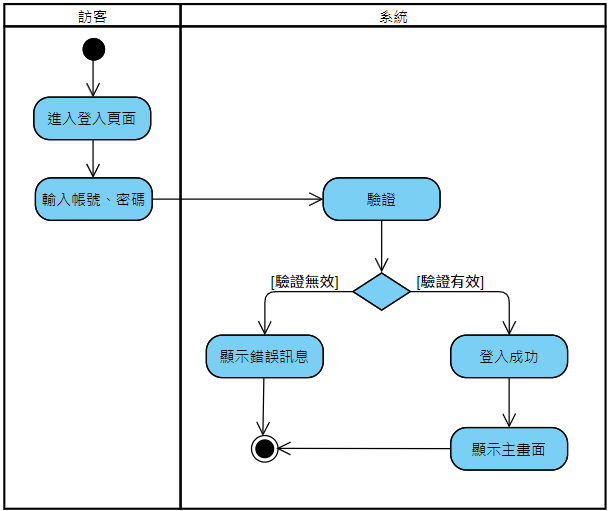 訪客
系統
進入登入頁面
輸入帳號、密碼
驗證
[驗證無效]
[驗證有效]
顯示錯誤訊息
登入成功
顯示主畫面